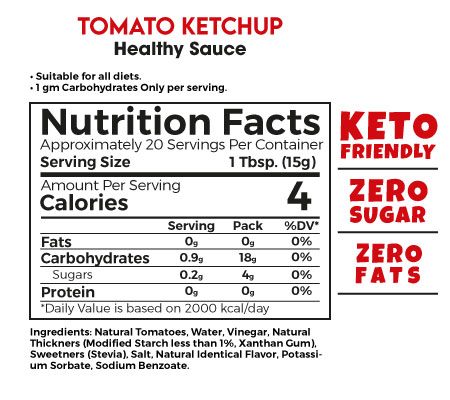 TOMATO KETCHUP
Healthy Sauce
• Suitable for all diets.
• 1 gm Carbohydrates Only per serving.
Nutrition Facts
Approximately 20 Servings Per Container
Serving Size 1 Tbsp. (15g)
Amount Per Serving
Calories 4
Serving Pack %DV*
Fats 0g 0g 0%
Carbohydrates 0.9g 18g 0%
Sugars 0.2g 4g 0%
Protein 0g 0g 0%
*Daily Value is based on 2000 kcal/day
KETO
FRIENDLY
ZERO
SUGAR
ZERO
FATS
Ingredients: Natural Tomatoes, Water, Vinegar, Natural
Thickners (Modified Starch less than 1%, Xanthan Gum),
Sweetners (Stevia), Salt, Natural Identical Flavor, Potassi-
um Sorbate, Sodium Benzoate.